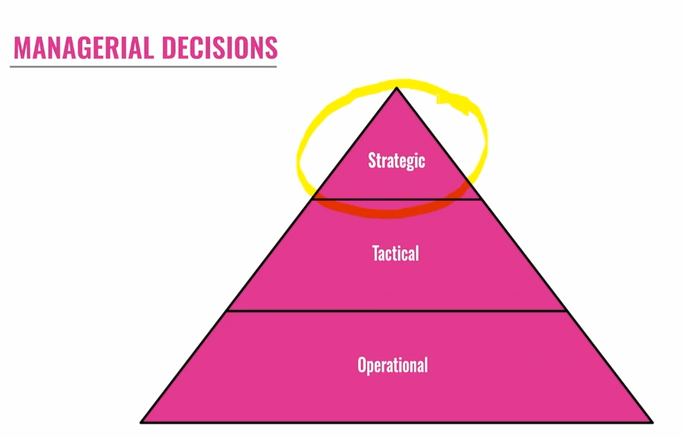 MANAGERIAL DECISIONS
Strategic
Tactical
Operational